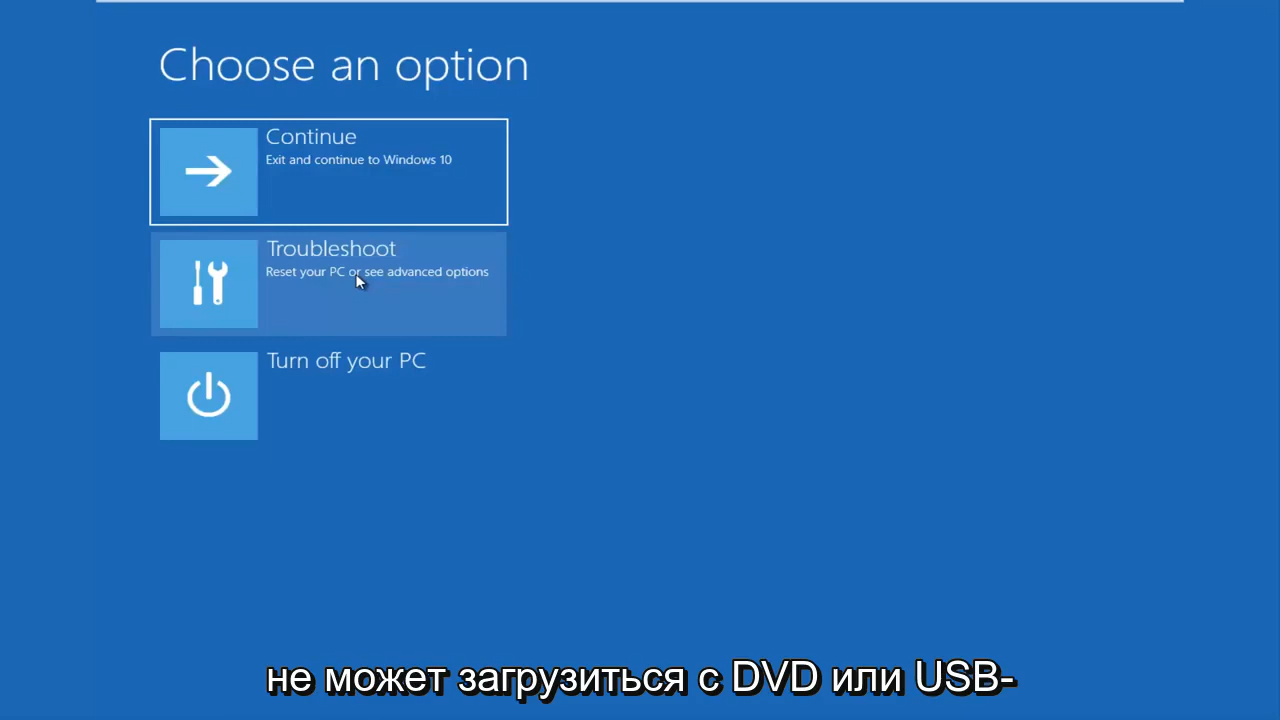 Choose an option
Continue
Exit and continue to Windows 10
Troubleshoot
Reset your PC or see advanced options
Turn off your PC
не может загрузиться с DVD или USB-